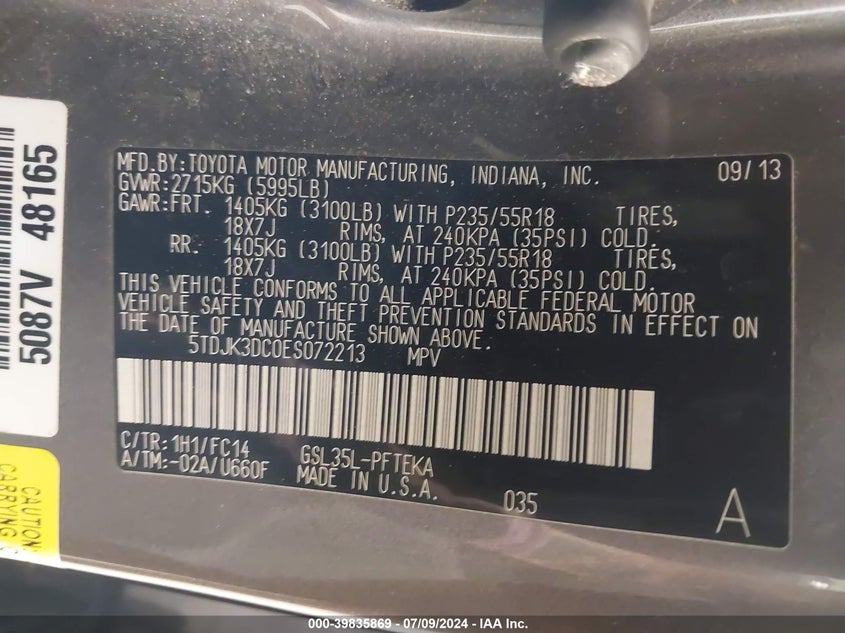 MFD.BY:TOYOTA MOTOR MANUFACTURING, INDIANA, INC. 09/13
GVWR:2715KG (5995LB)
GAWR:FRT. 1405KG (3100LB) WITH P235/55R18 TIRES,
18X7J RIMS, AT 240KPA (35PSI) COLD.
RR. 1405KG (3100LB) WITH P235/55R18 TIRES,
18X7J RIMS, AT 240KPA (35PSI) COLD.
THIS VEHICLE CONFORMS TO ALL APPLICABLE FEDERAL MOTOR
VEHICLE SAFETY AND THEFT PREVENTION STANDARDS IN EFFECT ON
THE DATE OF MANUFACTURE SHOWN ABOVE.
5TDJK3DC0ES072213 MPV
C/TR:1H1/FC14 GSL35L-PFTEKA
A/TM:-02A/U660F MADE IN U.S.A.
035 A
5087V 48165
CAUTION
CARRYING
000-39835869 - 07/09/2024 - IAA Inc.